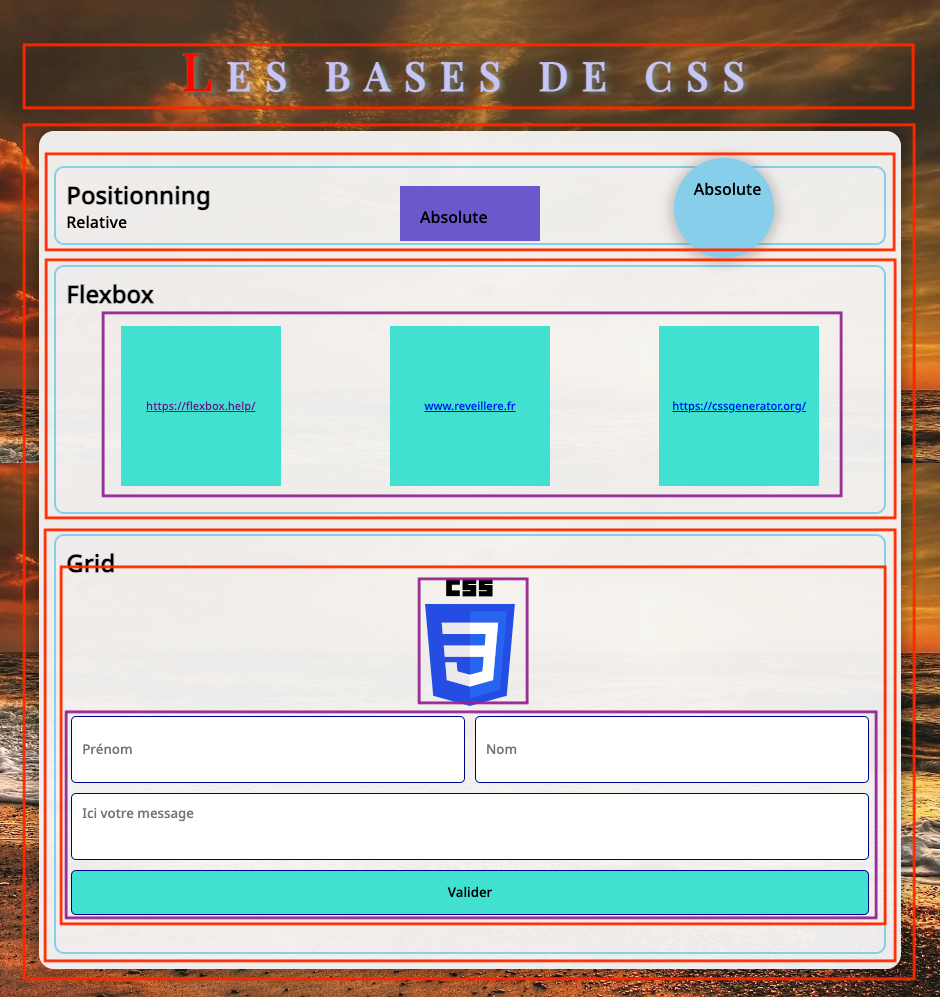 Les bases de css
Positionning
Relative
Absolute
Absolute
Flexbox
https://flexbox.help/
www.reveillere.fr
https://cssgenerator.org/
Grid
CSS
3
Prénom
Nom
Ici votre message
Valider